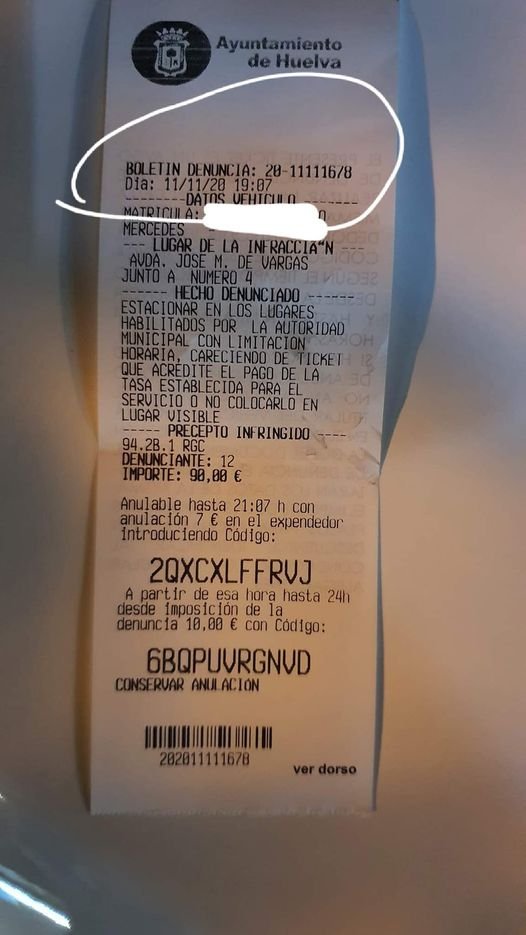 Ayuntamiento
de Huelva
BOLETIN DENUNCIA: 20-11111678
Dia: 11/11/20 19:07
--------DATOS VEHICULO -------
MATRICULA:
MERCEDES -
--- LUGAR DE LA INFRACCIA"N ---
AVDA. JOSE M. DE VARGAS
JUNTO A NUMERO 4
------ HECHO DENUNCIADO ------
ESTACIONAR EN LOS LUGARES
HABILITADOS POR LA AUTORIDAD
MUNICIPAL CON LIMITACION
HORARIA, CARECIENDO DE TICKET
QUE ACREDITE EL PAGO DE LA
TASA ESTABLECIDA PARA EL
SERVICIO O NO COLOCARLO EN
LUGAR VISIBLE
----- PRECEPTO INFRINGIDO ----
94.2B.1 RGC
DENUNCIANTE: 12
IMPORTE: 90,00 €
Anulable hasta 21:07 h con
anulación 7 € en el expendedor
introduciendo Código:
2QXCXLFFRVJ
A partir de esa hora hasta 24h
desde imposición de la
denuncia 10,00 € con Código:
6BQPUVRGNVD
CONSERVAR ANULACIÓN
202011111678
ver dorso